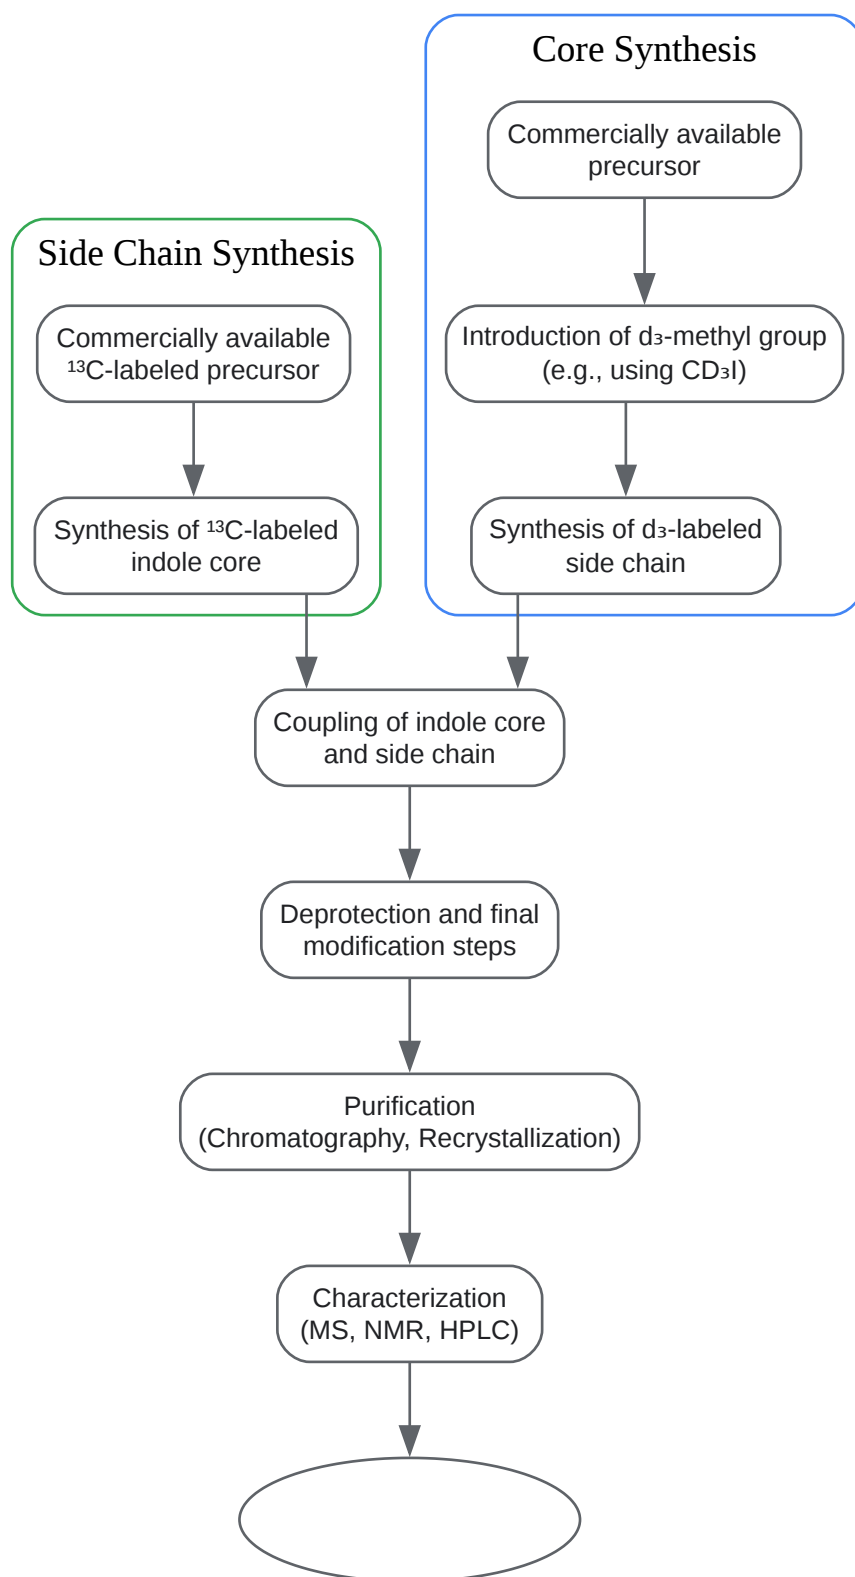 Core Synthesis
Commercially available
precursor
Side Chain Synthesis
Commercially available
¹³C-labeled precursor
Introduction of d₃-methyl group
(e.g., using CD₃I)
Synthesis of ¹³C-labeled
indole core
Synthesis of d₃-labeled
side chain
Coupling of indole core
and side chain
Deprotection and final
modification steps
Purification
(Chromatography, Recrystallization)
Characterization
(MS, NMR, HPLC)